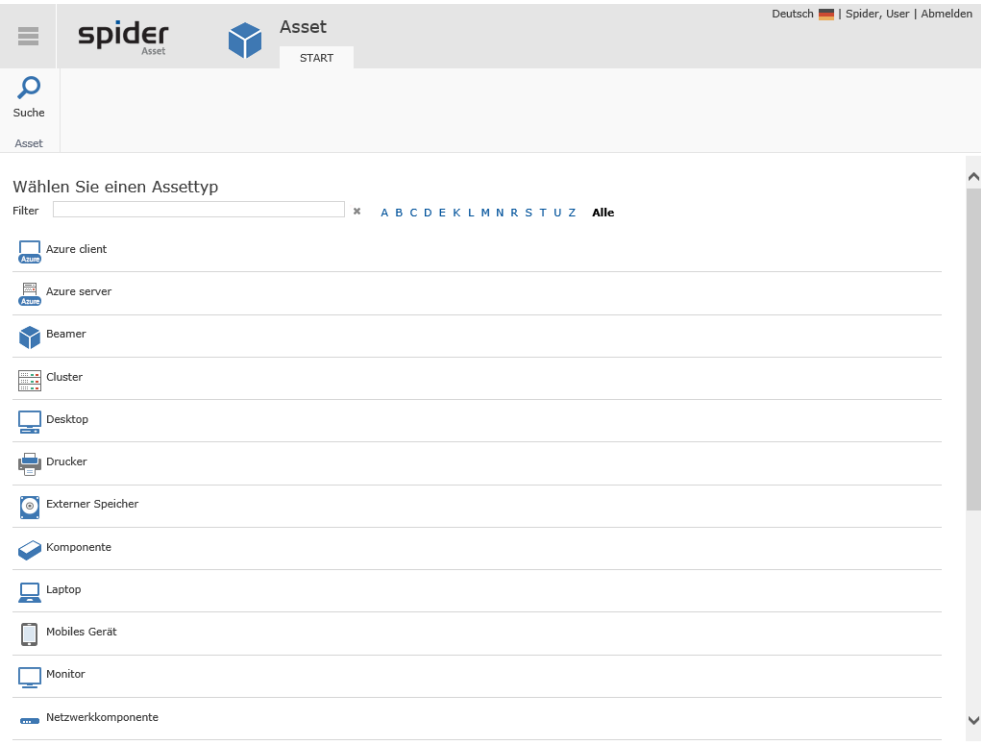 Deutsch | Spider, User | Abmelden
spider
Asset
Asset
START
Suche
Asset
Wählen Sie einen Assettyp
Filter A B C D E K L M N R S T U Z Alle
Azure Azure client
Azure Azure server
Beamer
Cluster
Desktop
Drucker
Externer Speicher
Komponente
Laptop
Mobiles Gerät
Monitor
Netzwerkkomponente